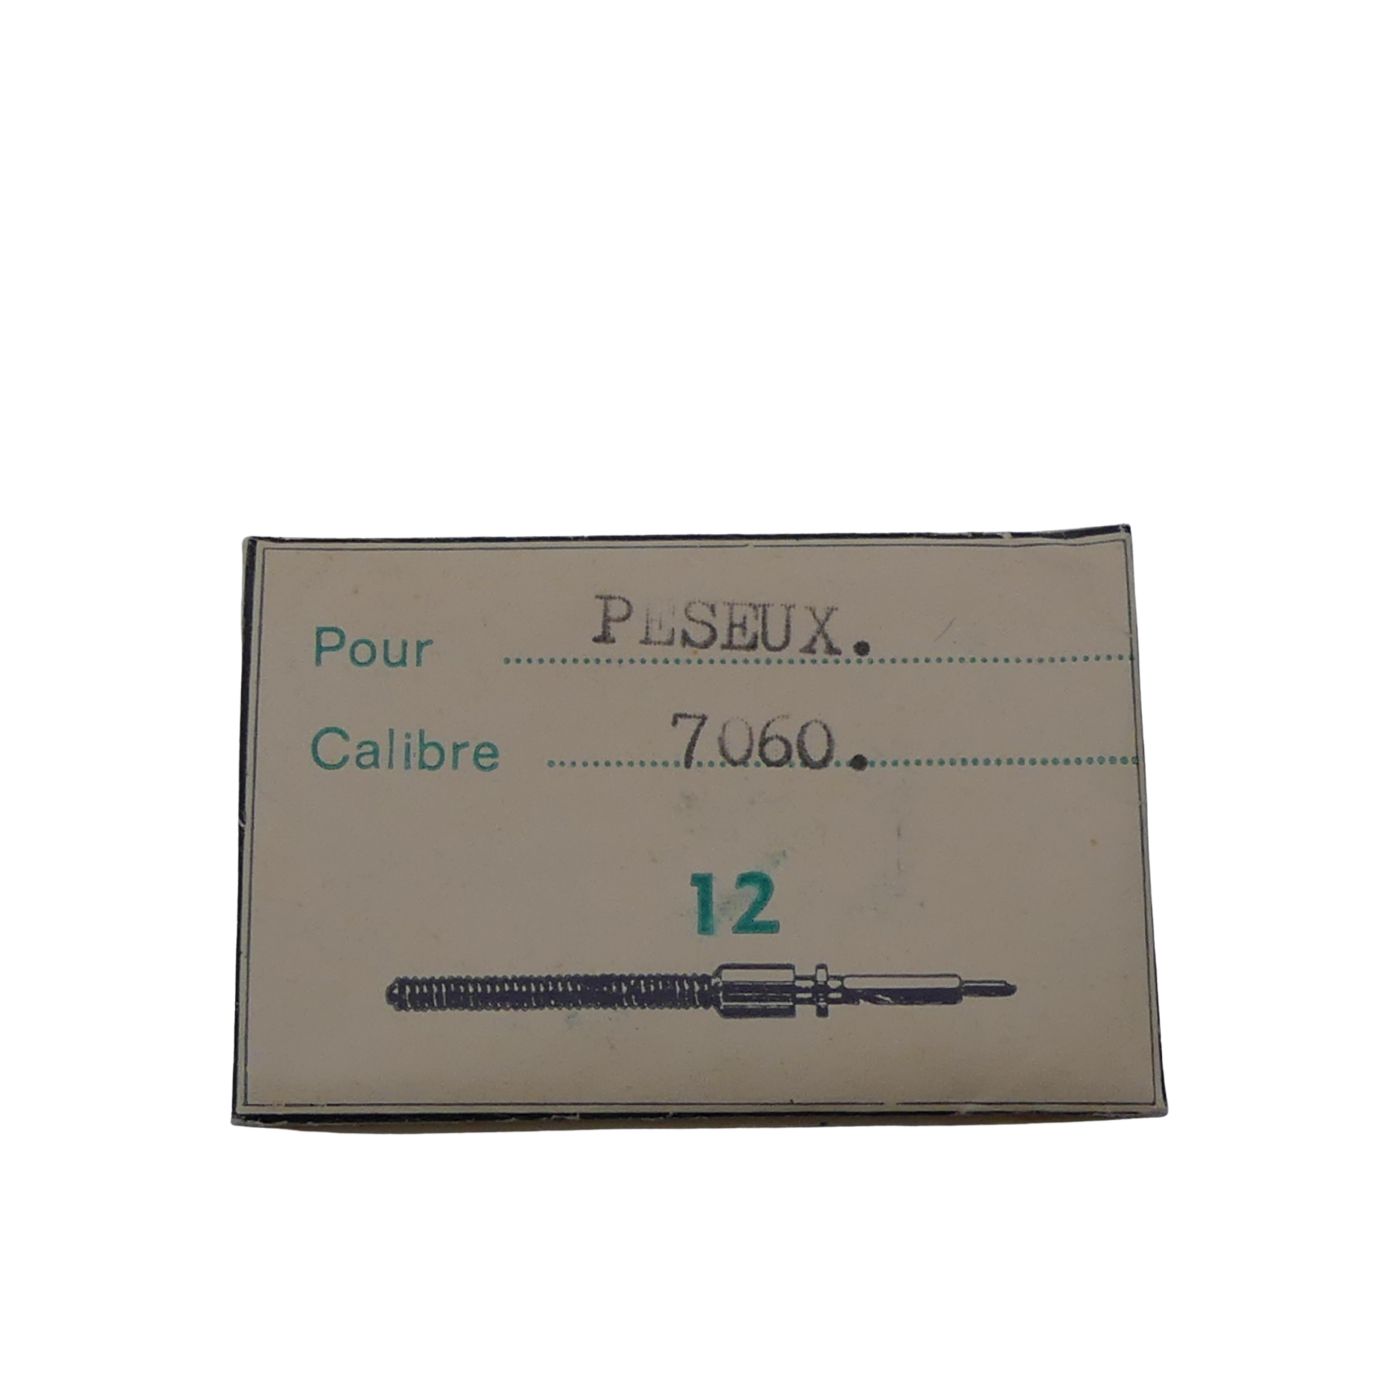 Pour PESEUX.
Calibre 7060.
12